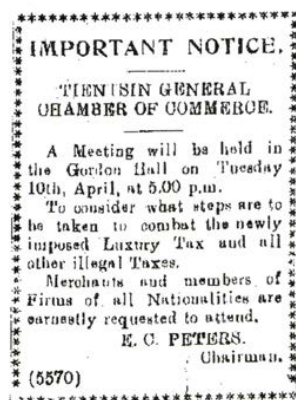 IMPORTANT NOTICE.
TIENTSIN GENERAL
CHAMBER OF COMMERCE.
A Meeting will be held in
the Gordon Hall on Tuesday
10th, April, at 5.00 p.m.
To consider what steps are to
be taken to combat the newly
imposed Luxury Tax and all
other illegal Taxes.
Merchants and members of
Firms of all Nationalities are
earnestly requested to attend.
E. C. PETERS.
Chairman.
(5570)